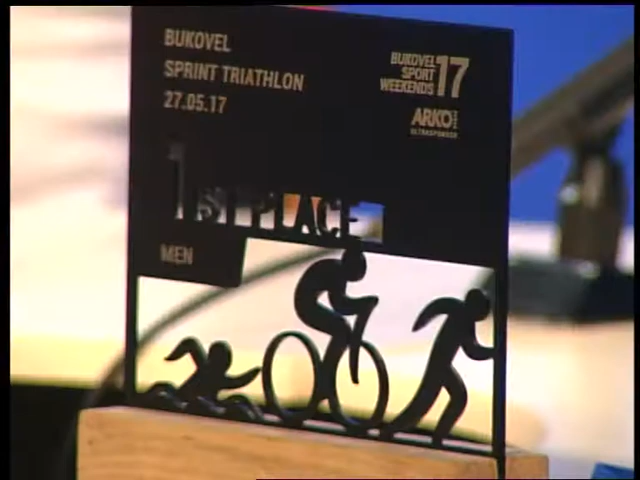 BUKOVEL
SPRINT TRIATHLON
27.05.17
BUKOVEL
SPORT
WEEKENDS
17
ARKO
1ST PLACE
MEN